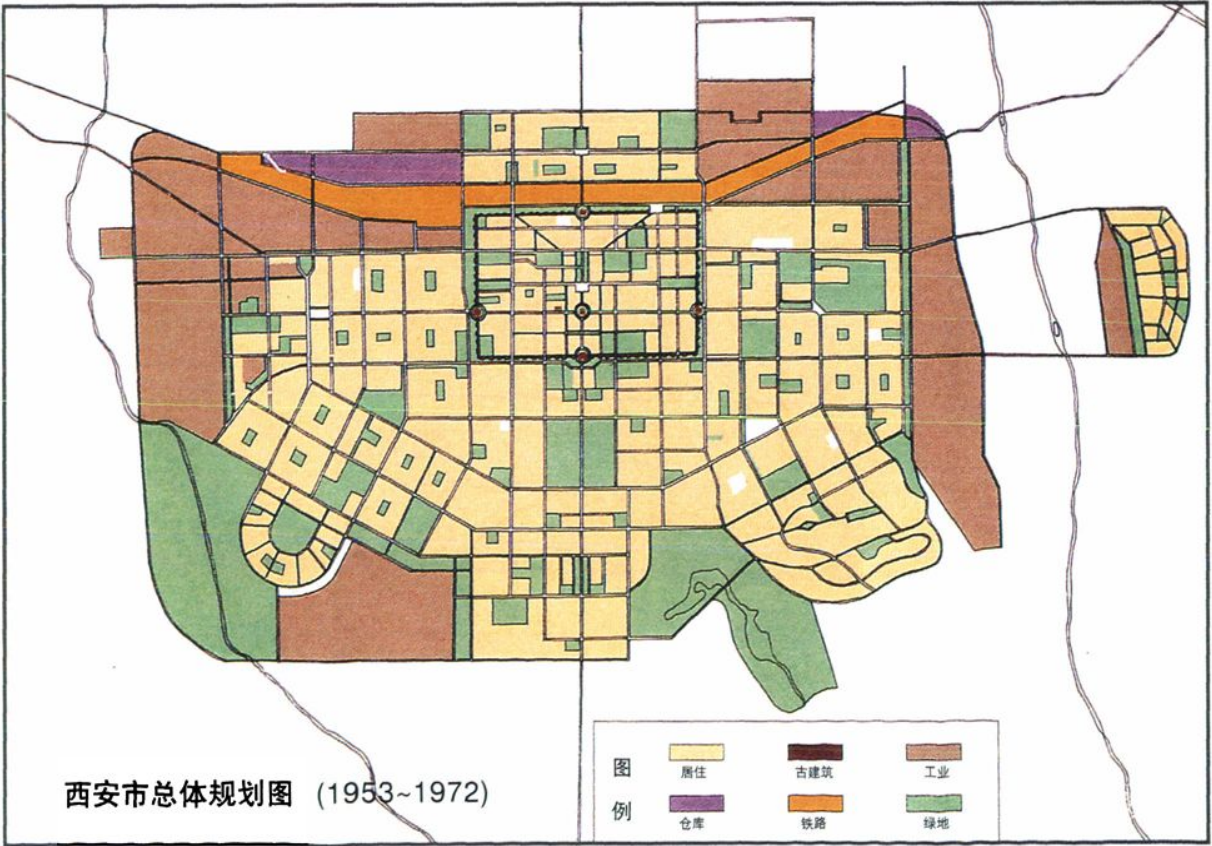 图例
居住
古建筑
工业
仓库
铁路
绿地
西安市总体规划图 (1953~1972)